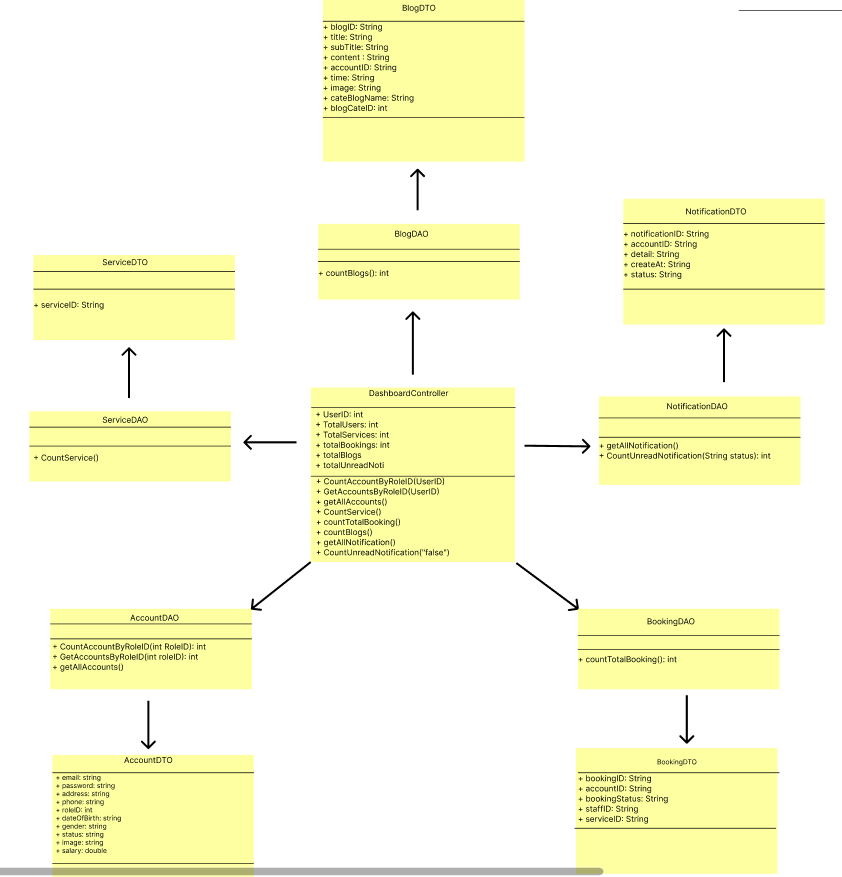 BlogDTO
+ blogID: String
+ title: String
+ subTitle: String
+ content : String
+ accountID: String
+ time: String
+ image: String
+ cateBlogName: String
+ blogCateID: int
BlogDAO
+ countBlogs(): int
NotificationDTO
+ notificationID: String
+ accountID: String
+ detail: String
+ createAt: String
+ status: String
ServiceDTO
+ serviceID: String
ServiceDAO
+ CountService()
DashboardController
+ UserID: int
+ TotalUsers: int
+ TotalServices: int
+ totalBookings: int
+ totalBlogs
+ totalUnreadNoti
+ CountAccountByRoleID(UserID)
+ GetAccountsByRoleID(UserID)
+ getAllAccounts()
+ CountService()
+ countTotalBooking()
+ countBlogs()
+ getAllNotification()
+ CountUnreadNotification("false")
NotificationDAO
+ getAllNotification()
+ CountUnreadNotification(String status): int
AccountDAO
+ CountAccountByRoleID(int RoleID): int
+ GetAccountsByRoleID(int roleID): int
+ getAllAccounts()
BookingDAO
+ countTotalBooking(): int
AccountDTO
+ email: string
+ password: string
+ address: string
+ phone: string
+ roleID: int
+ dateOfBirth: string
+ gender: string
+ status: string
+ image: string
+ salary: double
BookingDTO
+ bookingID: String
+ accountID: String
+ bookingStatus: String
+ staffID: String
+ serviceID: String